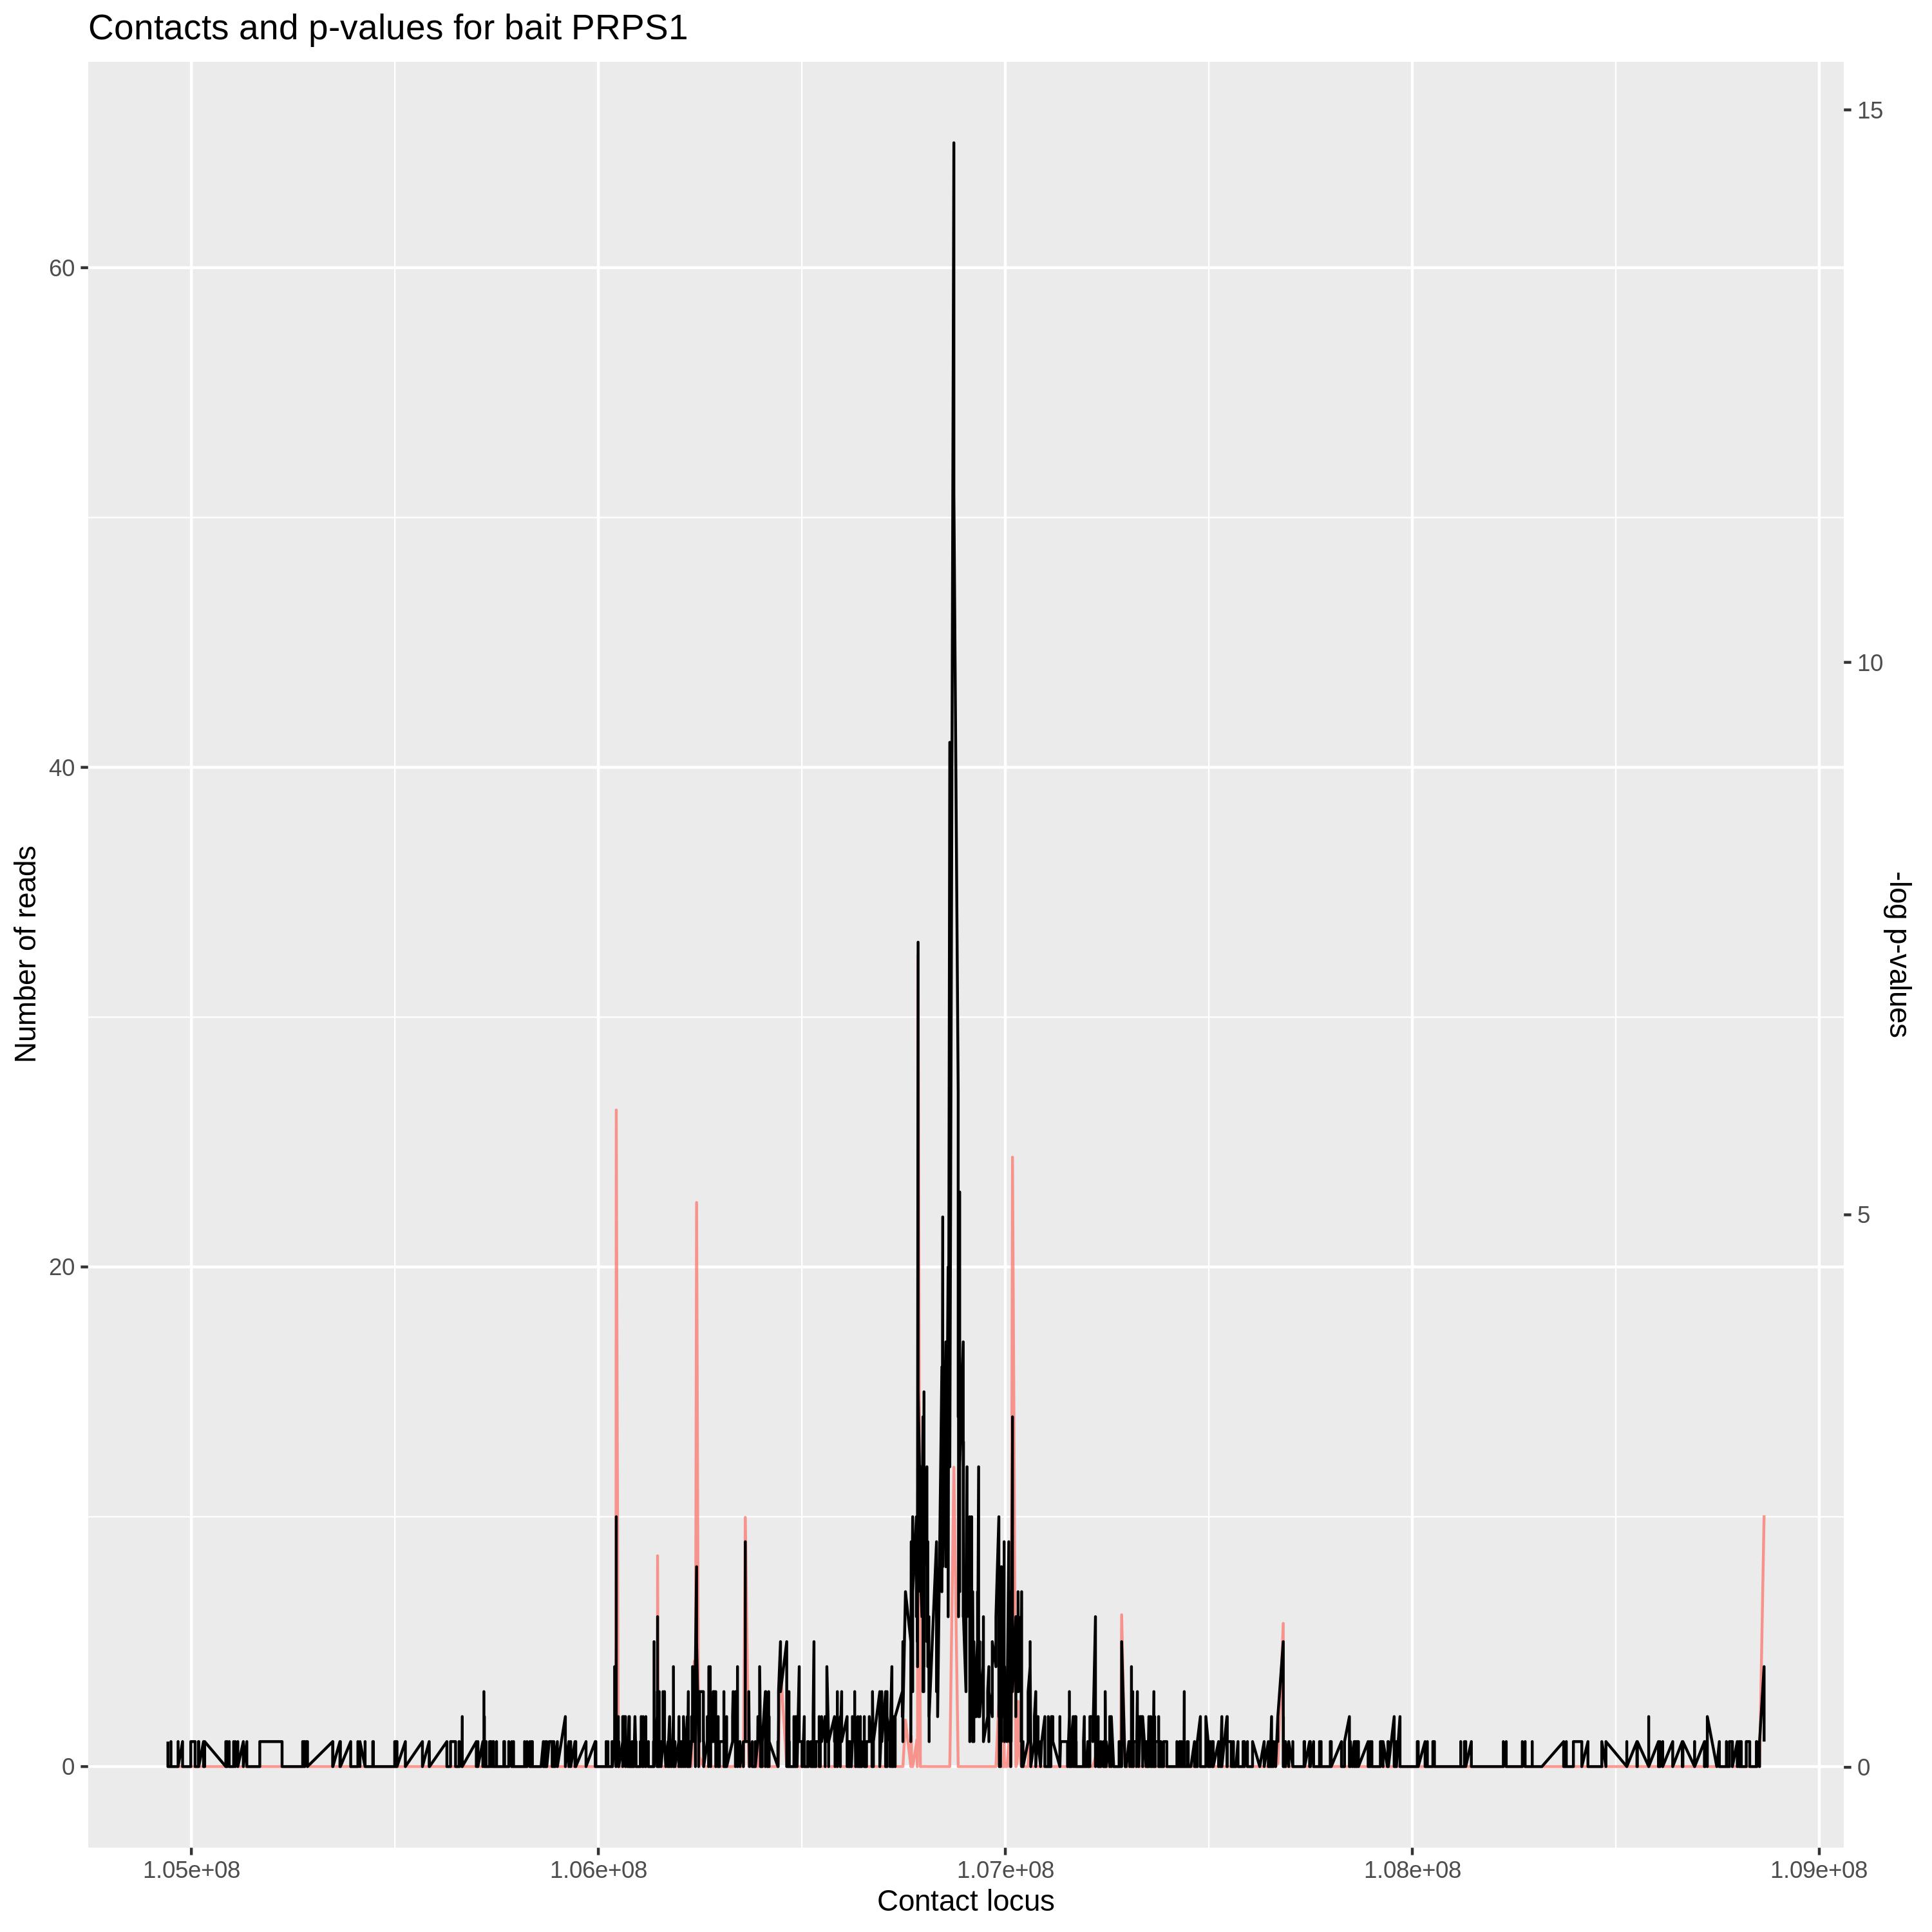 Contacts and p-values for bait PRPS1
60
40
20
0
Number of reads
15
10
5
0
-log p-values
1.05e+08
1.06e+08
1.07e+08
1.08e+08
1.09e+08
Contact locus